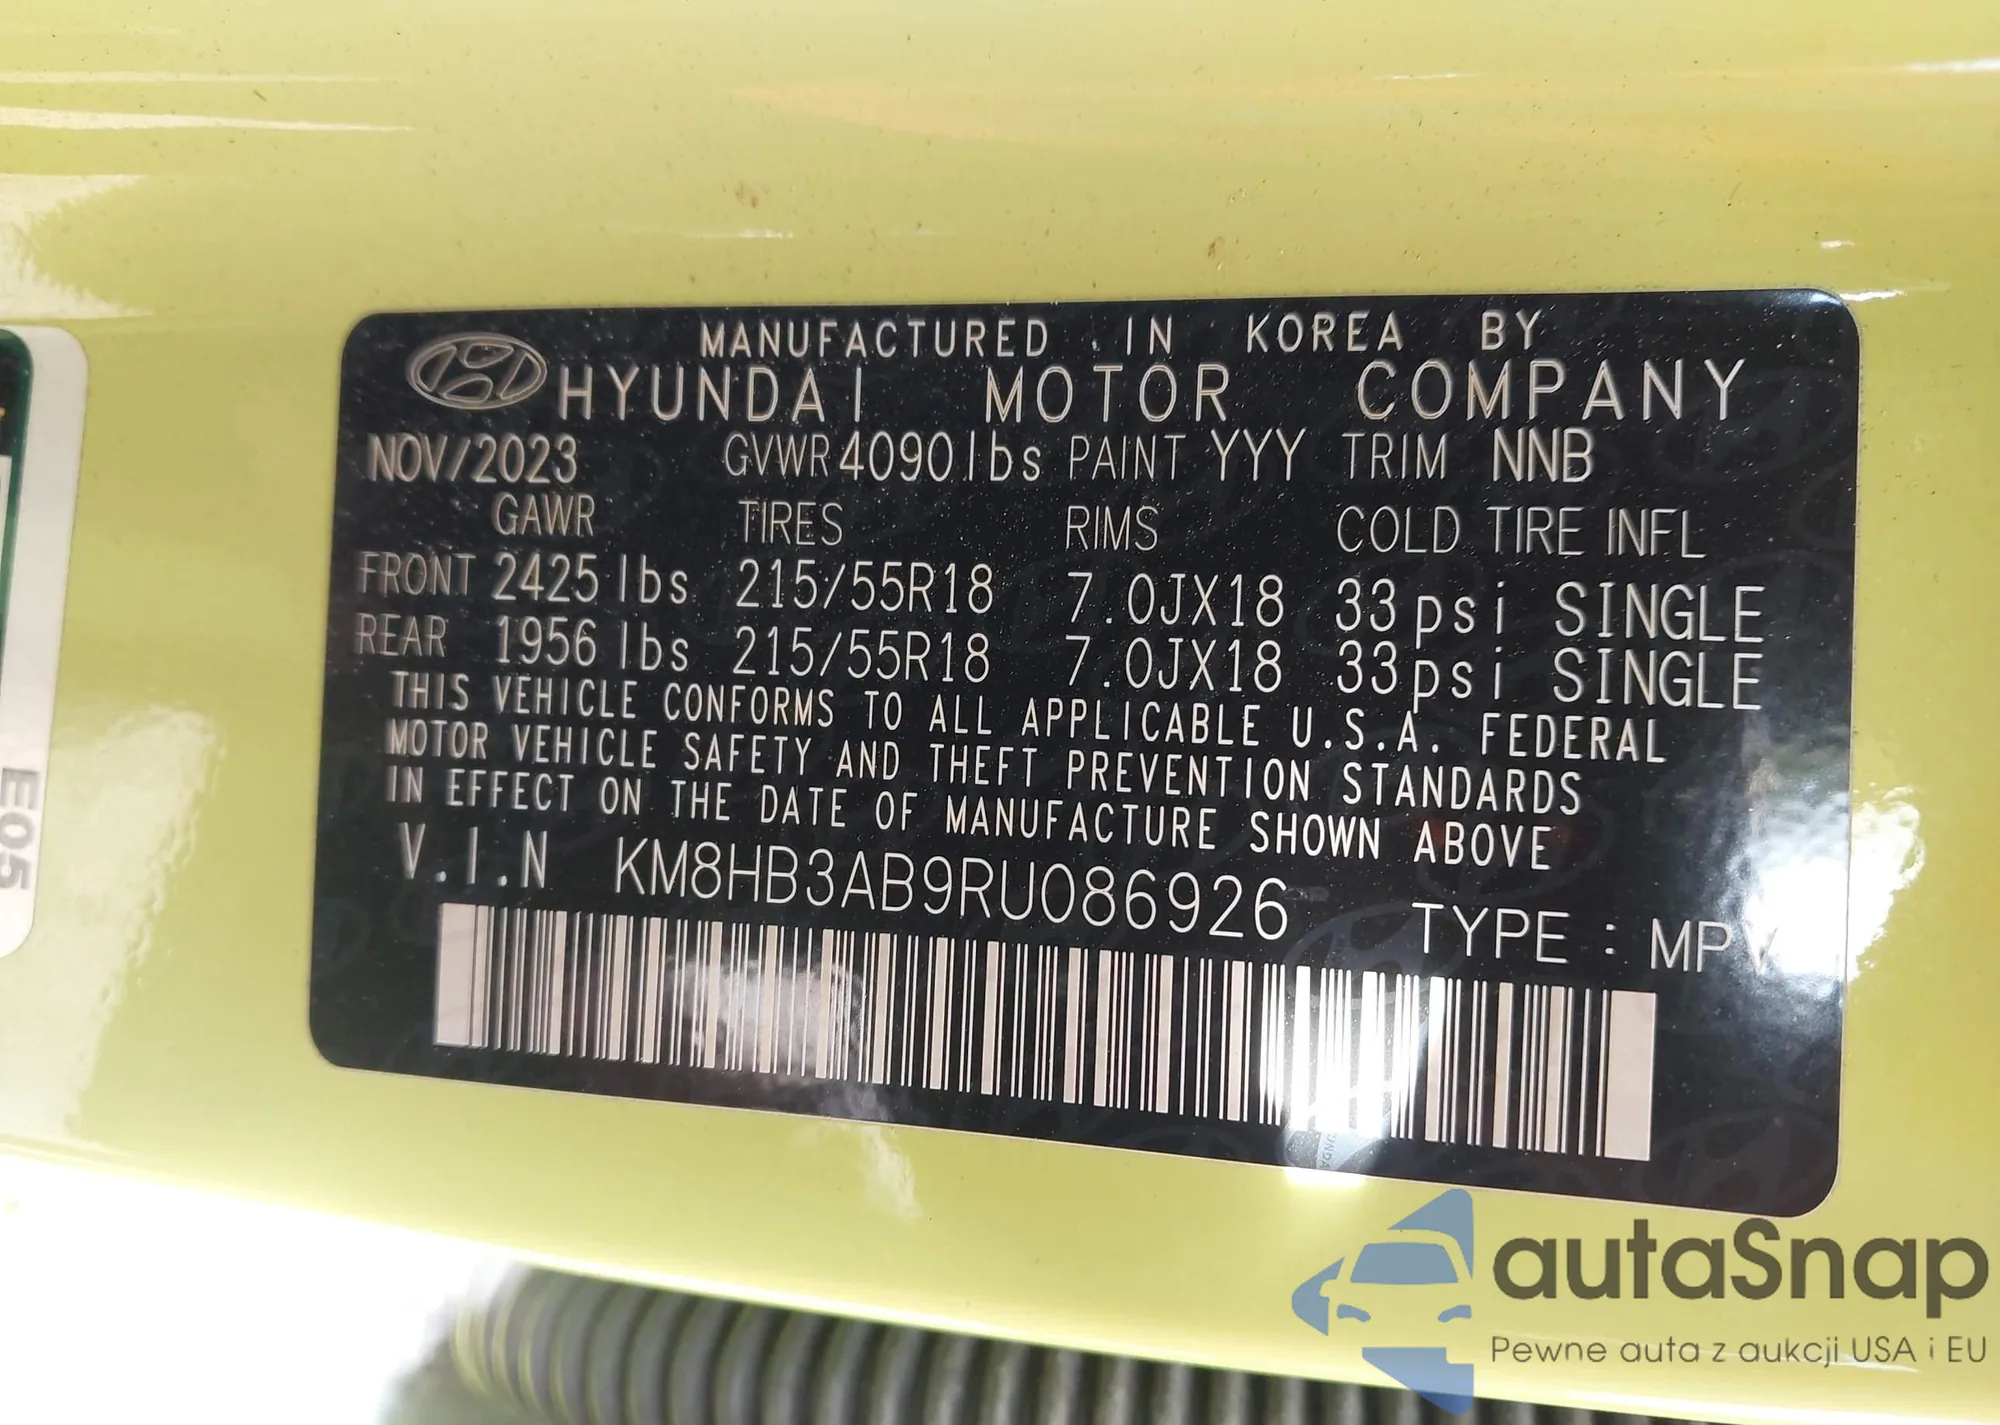 MANUFACTURED IN KOREA BY
HYUNDAI MOTOR COMPANY
NOV/2023 GVWR 4090 lbs PAINT YYY TRIM NNB
GAWR TIRES RIMS COLD TIRE INFL
FRONT 2425 lbs 215/55R18 7.0JX18 33 psi SINGLE
REAR 1956 lbs 215/55R18 7.0JX18 33 psi SINGLE
THIS VEHICLE CONFORMS TO ALL APPLICABLE U.S.A. FEDERAL
MOTOR VEHICLE SAFETY AND THEFT PREVENTION STANDARDS
IN EFFECT ON THE DATE OF MANUFACTURE SHOWN ABOVE
V.I.N KM8HB3AB9RU086926
TYPE : MPV
E05
autaSnap
Pewne auta z aukcji USA i EU